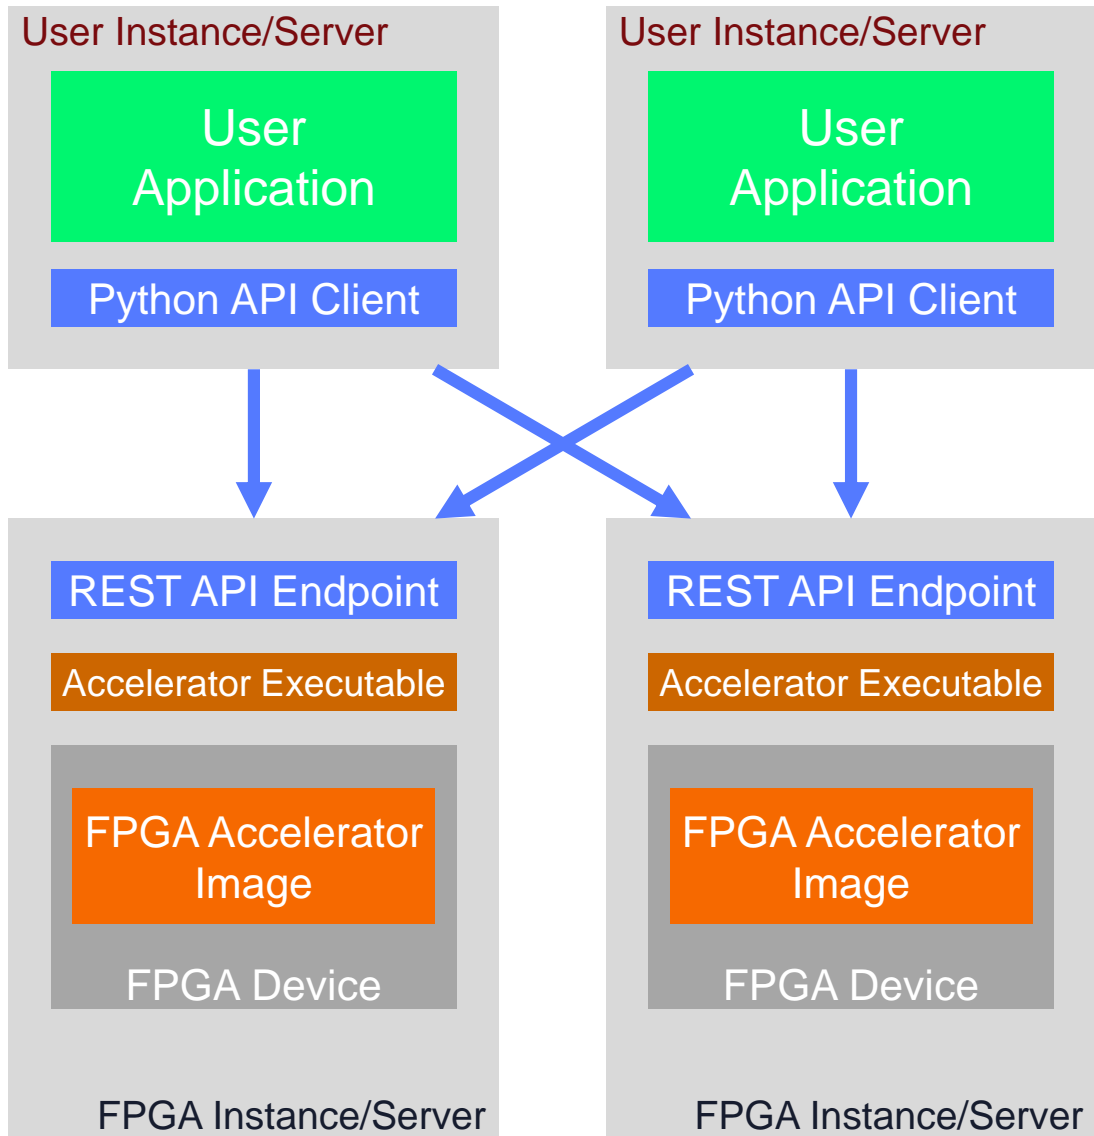 User Instance/Server
User
Application
Python API Client
User Instance/Server
User
Application
Python API Client
REST API Endpoint
Accelerator Executable
FPGA Accelerator
Image
FPGA Device
FPGA Instance/Server
REST API Endpoint
Accelerator Executable
FPGA Accelerator
Image
FPGA Device
FPGA Instance/Server